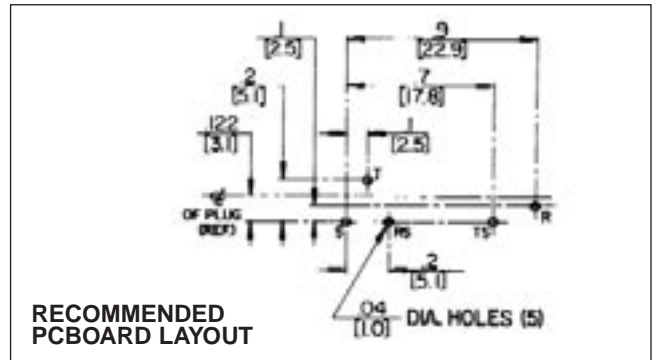 .1
[2.5]
.9
[22.9]
.2
[5.1]
.7
[17.8]
.122
[3.1]
.1
[2.5]
T
OF PLUG
(REF)
S
RS
TS
R
.2
[5.1]
.04
[1.0]
DIA. HOLES (5)
RECOMMENDED
PCBOARD LAYOUT